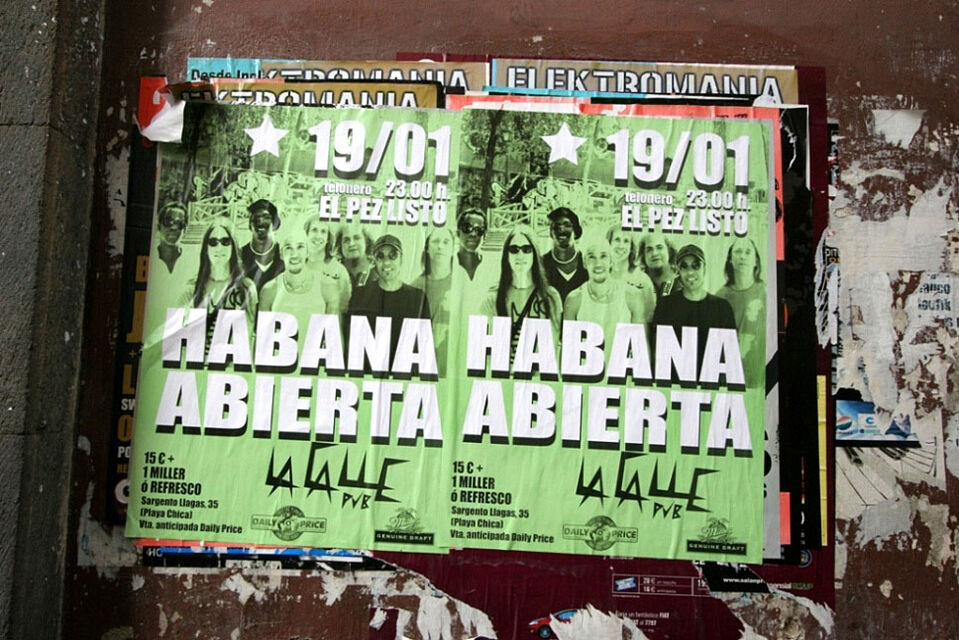 Desde
ELEKTROMANIA
ELEKTROMANIA
19/01
telonero 23.00 h.
EL PEZ LISTO
HABANA
ABIERTA
15 € +
1 MILLER
ó REFRESCO
Sargento Llagas, 35
(Playa Chica)
Vta. anticipada Daily Price
LA CALLE
PUB
DAILY PRICE
Miller
GENUINE DRAFT
19/01
telonero 23.00 h.
EL PEZ LISTO
HABANA
ABIERTA
15 € +
1 MILLER
ó REFRESCO
Sargento Llagas, 35
(Playa Chica)
Vta. anticipada Daily Price
LA CALLE
PUB
DAILY PRICE
Miller
GENUINE DRAFT